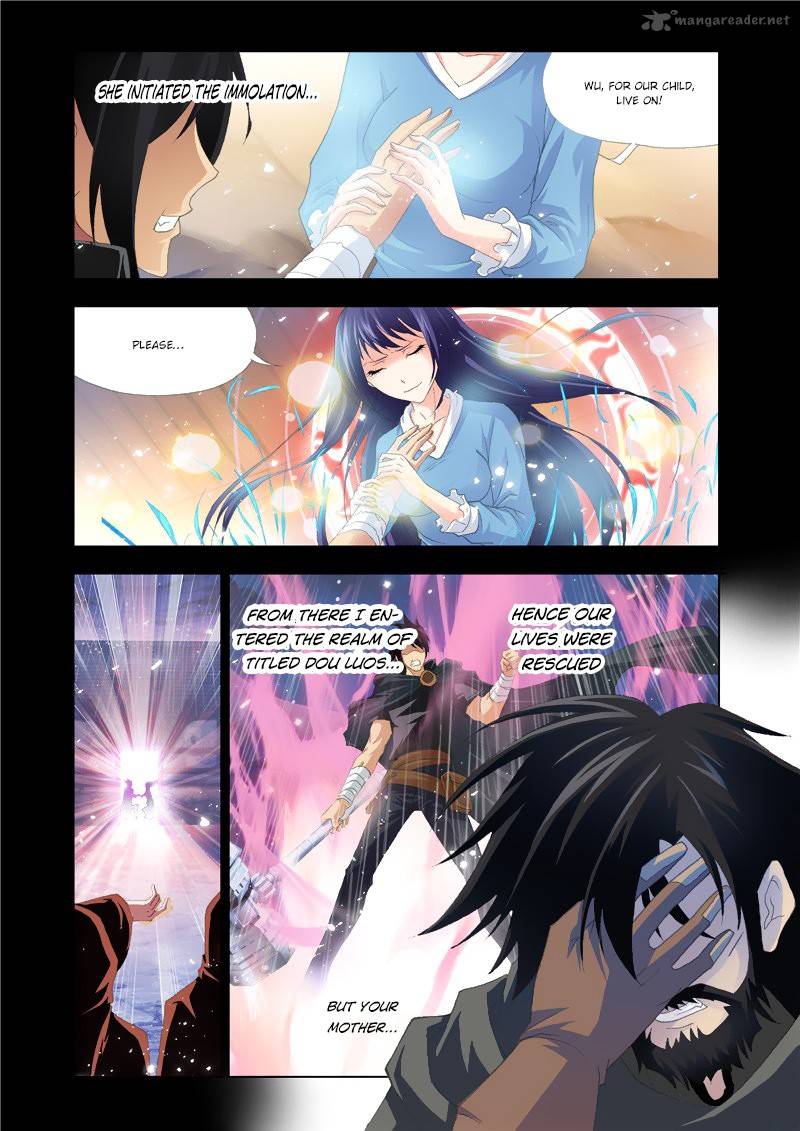 mangareader.net
SHE INITIATED THE IMMOLATION...
WU, FOR OUR CHILD,
LIVE ON!
PLEASE...
FROM THERE I EN-
TERED THE REALM OF
TITLED DOU LUOS...
HENCE OUR
LIVES WERE
RESCUED
BUT YOUR
MOTHER...